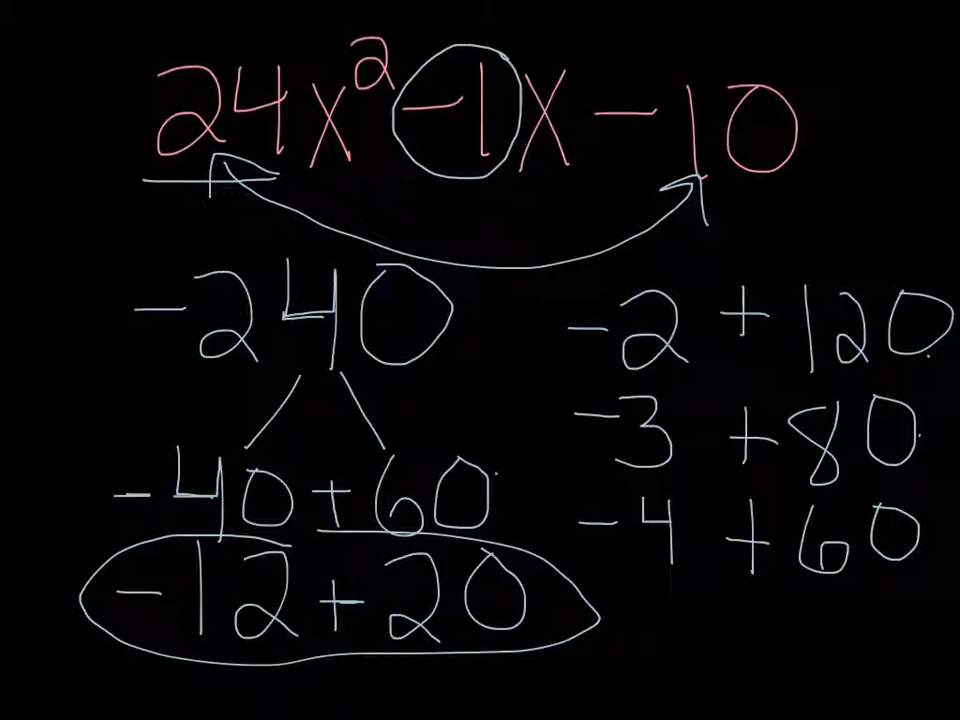 24x² -1x - 10
-240
-2 + 120
-3 + 80
-40 + 60
-4 + 60
-12 + 20